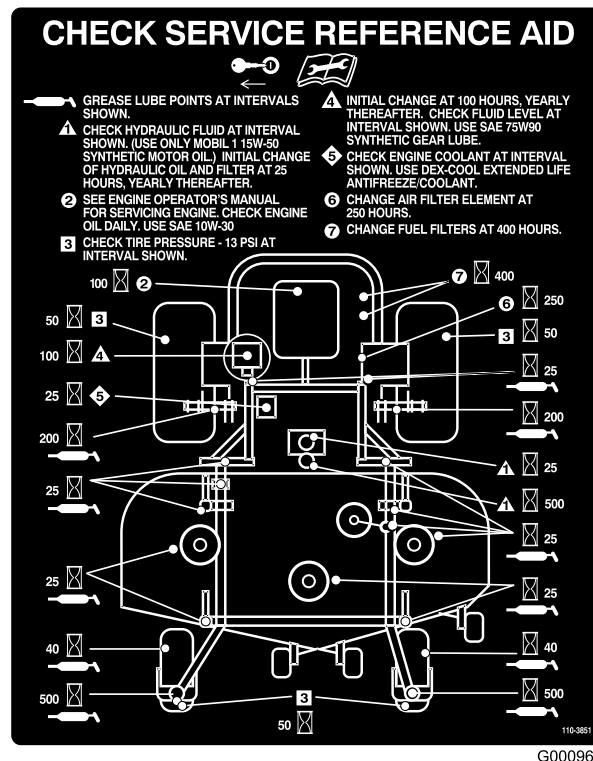 CHECK SERVICE REFERENCE AID
GREASE LUBE POINTS AT INTERVALS
SHOWN.
1 CHECK HYDRAULIC FLUID AT INTERVAL
SHOWN. (USE ONLY MOBIL 1 15W-50
SYNTHETIC MOTOR OIL.) INITIAL CHANGE
OF HYDRAULIC OIL AND FILTER AT 25
HOURS, YEARLY THEREAFTER.
2 SEE ENGINE OPERATOR'S MANUAL
FOR SERVICING ENGINE. CHECK ENGINE
OIL DAILY. USE SAE 10W-30
3 CHECK TIRE PRESSURE - 13 PSI AT
INTERVAL SHOWN.
4 INITIAL CHANGE AT 100 HOURS, YEARLY
THEREAFTER. CHECK FLUID LEVEL AT
INTERVAL SHOWN. USE SAE 75W90
SYNTHETIC GEAR LUBE.
5 CHECK ENGINE COOLANT AT INTERVAL
SHOWN. USE DEX-COOL EXTENDED LIFE
ANTIFREEZE/COOLANT.
6 CHANGE AIR FILTER ELEMENT AT
250 HOURS.
7 CHANGE FUEL FILTERS AT 400 HOURS.
100 2
50 3
100 4
25 5
200
25
25
40
500
7 400
6 250
3 50
25
200
1 25
1 500
25
25
40
500
3
50
110-3851
G00096